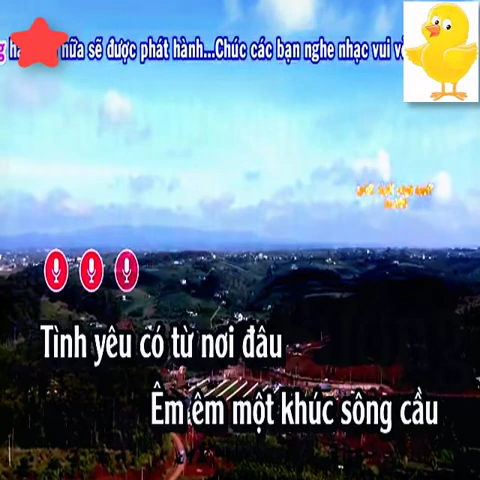 nữa sẽ được phát hành...Chúc các bạn nghe nhạc vui v
Tình yêu có từ nơi đâu
Êm êm một khúc sông cầu